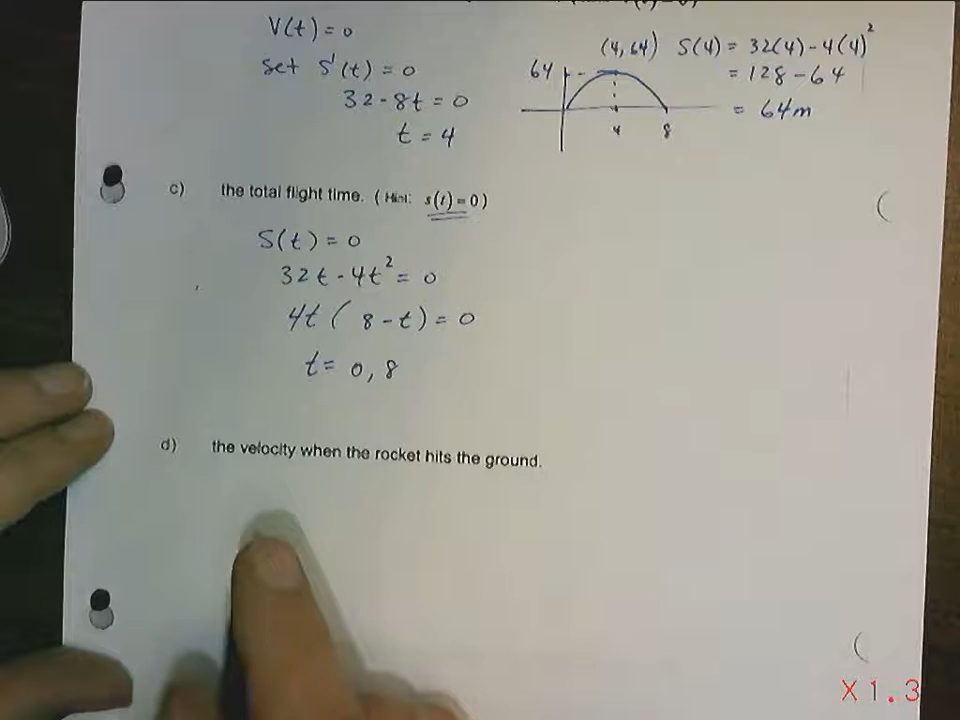 V(t) = 0
set S'(t) = 0
32 - 8t = 0
t = 4
(4, 64) S(4) = 32(4) - 4(4)²
= 128 - 64
= 64m
64
4 8
c) the total flight time. ( Hint: s(t) = 0 )
S(t) = 0
32t - 4t² = 0
4t ( 8 - t) = 0
t = 0, 8
d) the velocity when the rocket hits the ground.
(
(
X1.3